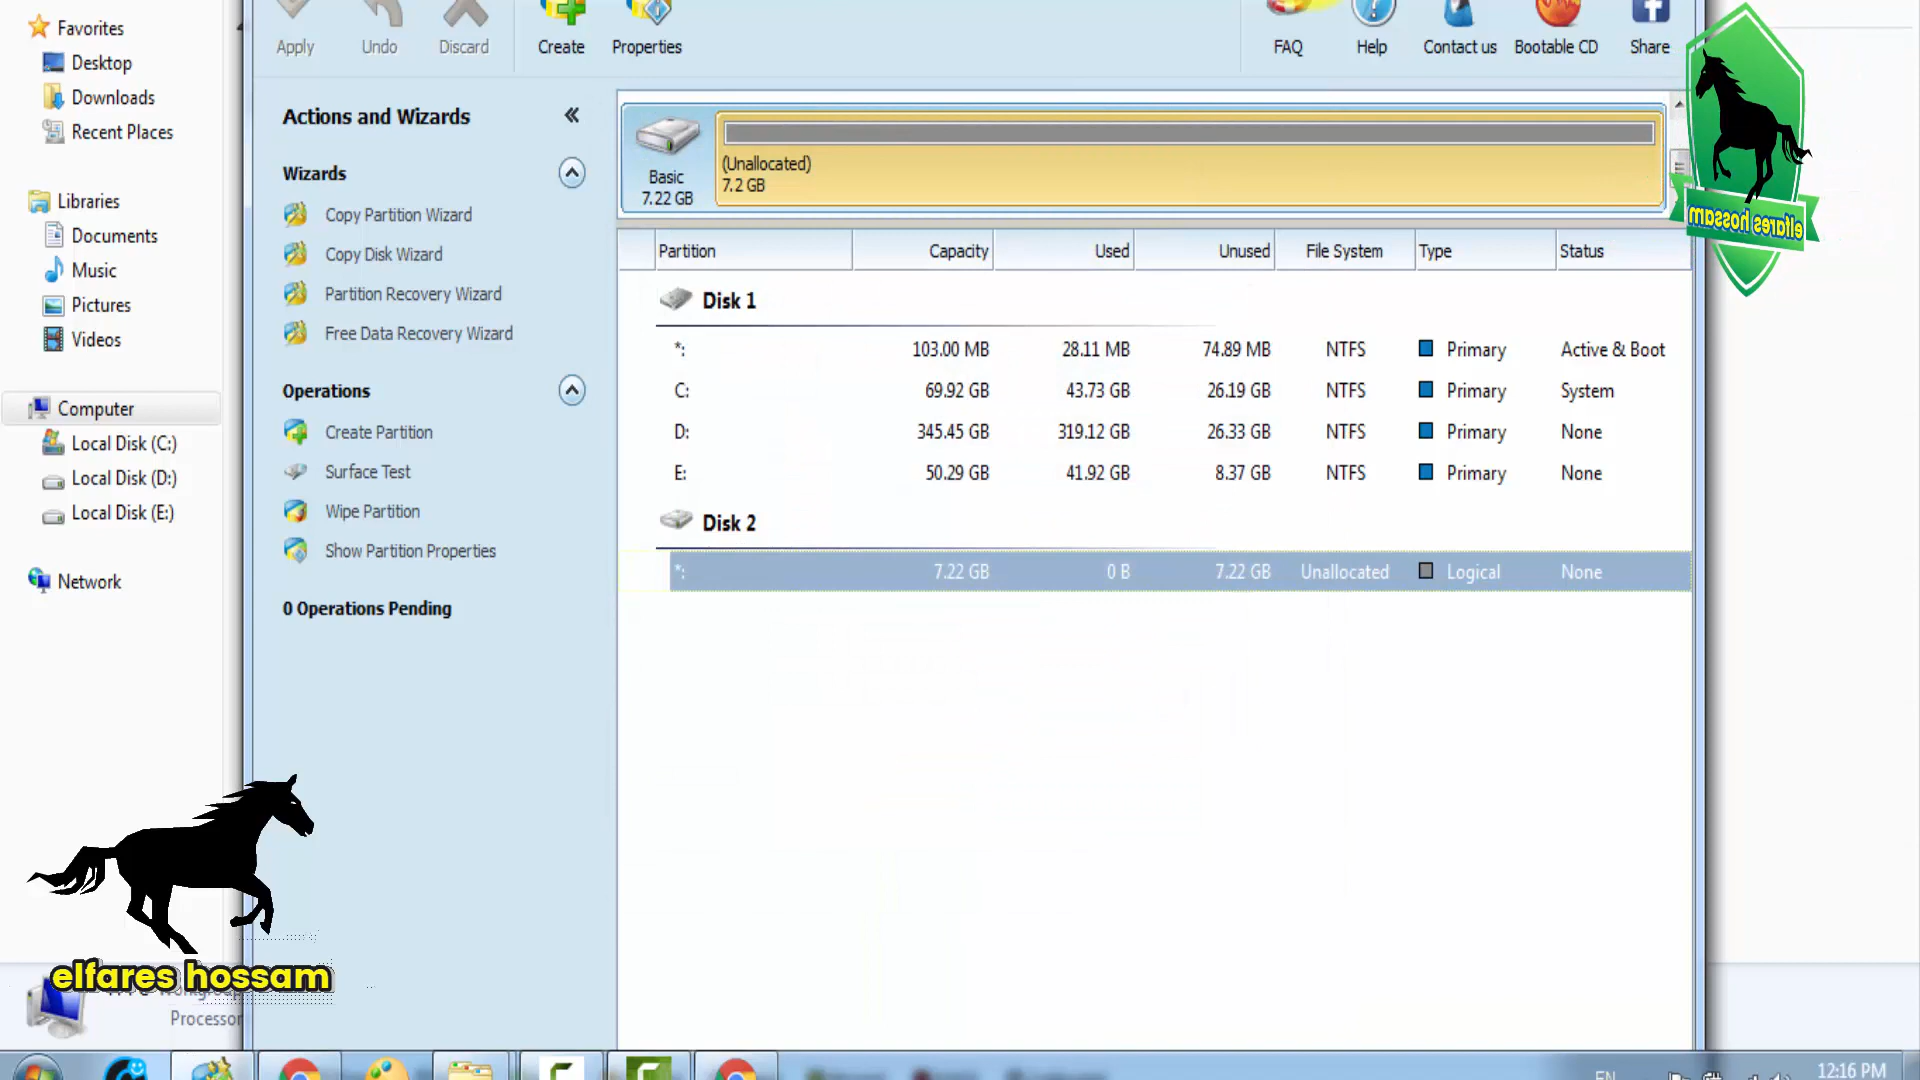 Favorites
Desktop
Downloads
Recent Places
Libraries
Documents
Music
Pictures
Videos
Computer
Local Disk (C:)
Local Disk (D:)
Local Disk (E:)
Network
Apply Undo Discard Create Properties FAQ Help Contact us Bootable CD Share
Actions and Wizards
Wizards
Copy Partition Wizard
Copy Disk Wizard
Partition Recovery Wizard
Free Data Recovery Wizard
Operations
Create Partition
Surface Test
Wipe Partition
Show Partition Properties
0 Operations Pending
Basic
7.22 GB
(Unallocated)
7.2 GB
Partition Capacity Used Unused File System Type Status
Disk 1
*: 103.00 MB 28.11 MB 74.89 MB NTFS Primary Active & Boot
C: 69.92 GB 43.73 GB 26.19 GB NTFS Primary System
D: 345.45 GB 319.12 GB 26.33 GB NTFS Primary None
E: 50.29 GB 41.92 GB 8.37 GB NTFS Primary None
Disk 2
*: 7.22 GB 0 B 7.22 GB Unallocated Logical None
elfares hossam
elfares hossam
Processor
EN
12:16 PM